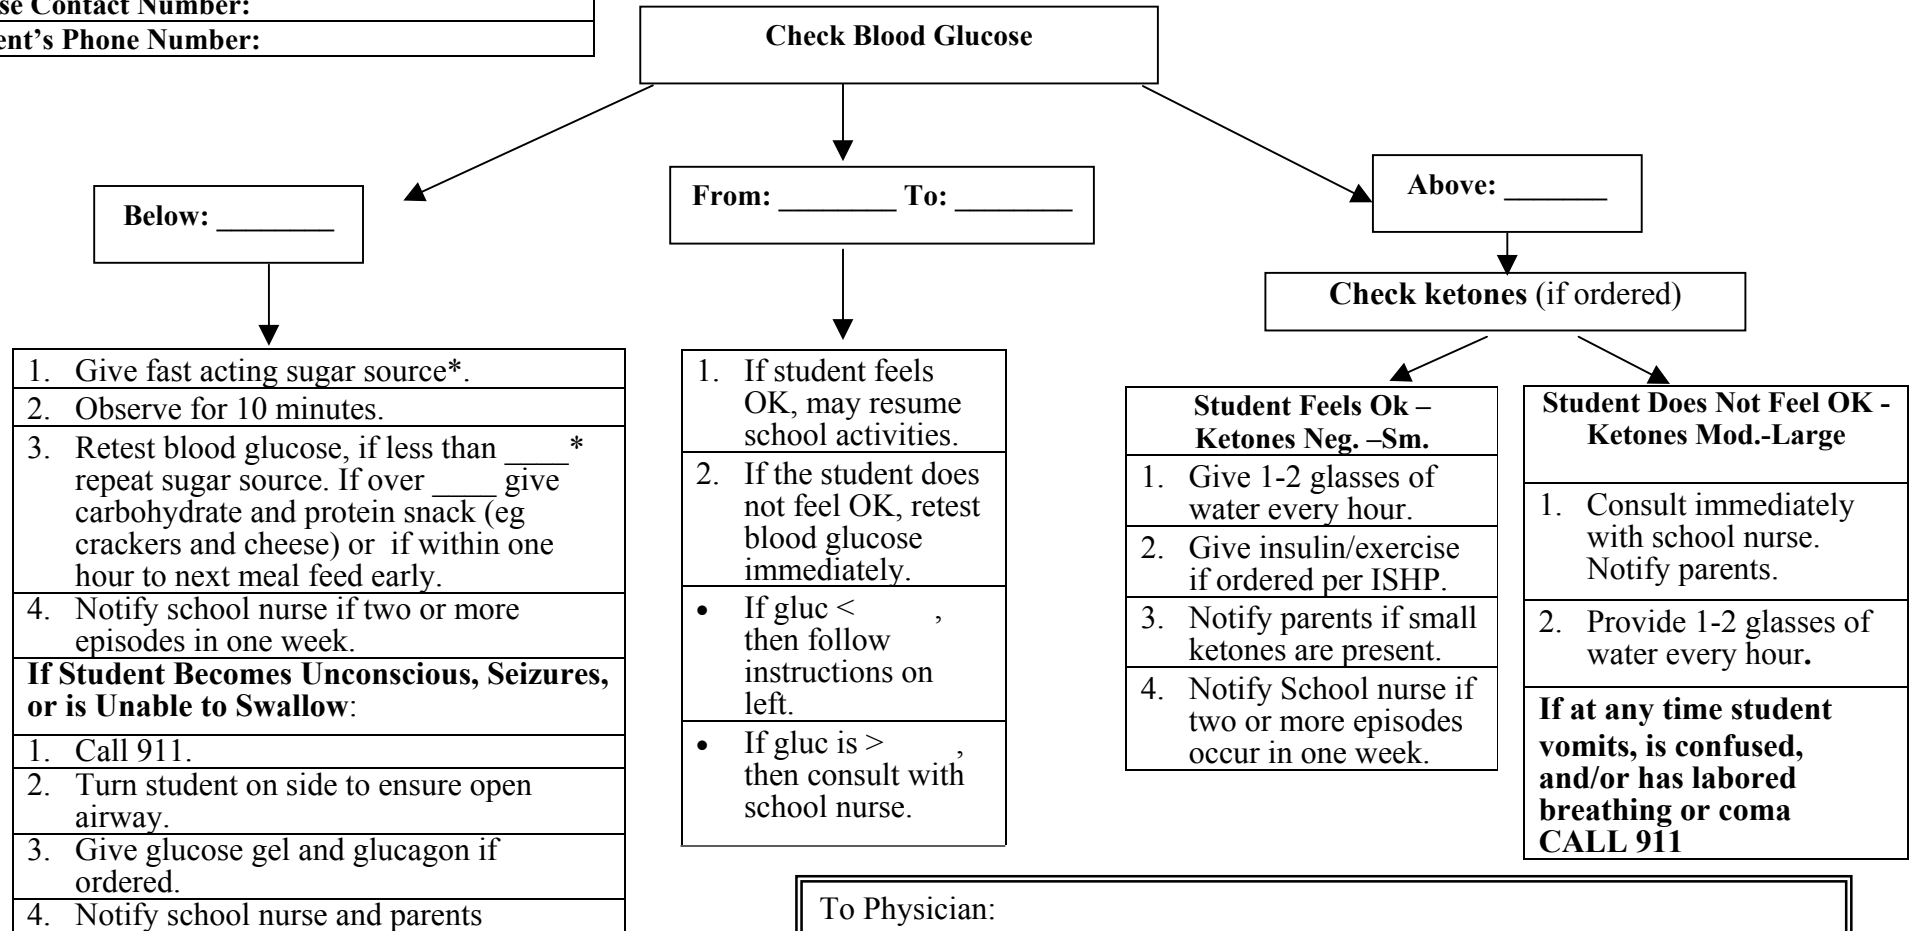 se Contact Number:
ent’s Phone Number:
Check Blood Glucose
Below: ________
From: ________ To: ________
Above: _______
Check ketones (if ordered)
1. Give fast acting sugar source*.
2. Observe for 10 minutes.
3. Retest blood glucose, if less than ____*
repeat sugar source. If over ____ give
carbohydrate and protein snack (eg
crackers and cheese) or  if within one
hour to next meal feed early.
4. Notify school nurse if two or more
episodes in one week.
If Student Becomes Unconscious, Seizures,
or is Unable to Swallow:
1. Call 911.
2. Turn student on side to ensure open
airway.
3. Give glucose gel and glucagon if
ordered.
4. Notify school nurse and parents
1. If student feels
OK, may resume
school activities.
2. If the student does
not feel OK, retest
blood glucose
immediately.
• If gluc <          ,
then follow
instructions on
left.
• If gluc is >         ,
then consult with
school nurse.
Student Feels Ok –
Ketones Neg. –Sm.
1. Give 1-2 glasses of
water every hour.
2. Give insulin/exercise
if ordered per ISHP.
3. Notify parents if small
ketones are present.
4. Notify School nurse if
two or more episodes
occur in one week.
Student Does Not Feel OK -
Ketones Mod.-Large
1. Consult immediately
with school nurse.
Notify parents.
2. Provide 1-2 glasses of
water every hour.
If at any time student
vomits, is confused,
and/or has labored
breathing or coma
CALL 911
To Physician: